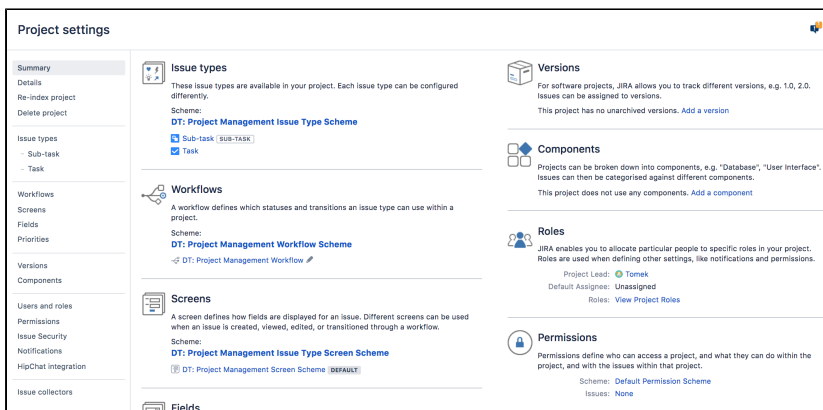 Project settings
Summary
Details
Re-index project
Delete project
Issue types
– Sub-task
– Task
Workflows
Screens
Fields
Priorities
Versions
Components
Users and roles
Permissions
Issue Security
Notifications
HipChat integration
Issue collectors
Issue types
These issue types are available in your project. Each issue type can be configured
differently.
Scheme:
DT: Project Management Issue Type Scheme
Sub-task SUB-TASK
Task
Workflows
A workflow defines which statuses and transitions an issue type can use within a
project.
Scheme:
DT: Project Management Workflow Scheme
DT: Project Management Workflow
Screens
A screen defines how fields are displayed for an issue. Different screens can be used
when an issue is created, viewed, edited, or transitioned through a workflow.
Scheme:
DT: Project Management Issue Type Screen Scheme
DT: Project Management Screen Scheme DEFAULT
Fields
Versions
For software projects, JIRA allows you to track different versions, e.g. 1.0, 2.0.
Issues can be assigned to versions.
This project has no unarchived versions. Add a version
Components
Projects can be broken down into components, e.g. "Database", "User Interface".
Issues can then be categorised against different components.
This project does not use any components. Add a component
Roles
JIRA enables you to allocate particular people to specific roles in your project.
Roles are used when defining other settings, like notifications and permissions.
Project Lead: Tomek
Default Assignee: Unassigned
Roles: View Project Roles
Permissions
Permissions define who can access a project, and what they can do within the
project, and with the issues within that project.
Scheme: Default Permission Scheme
Issues: None